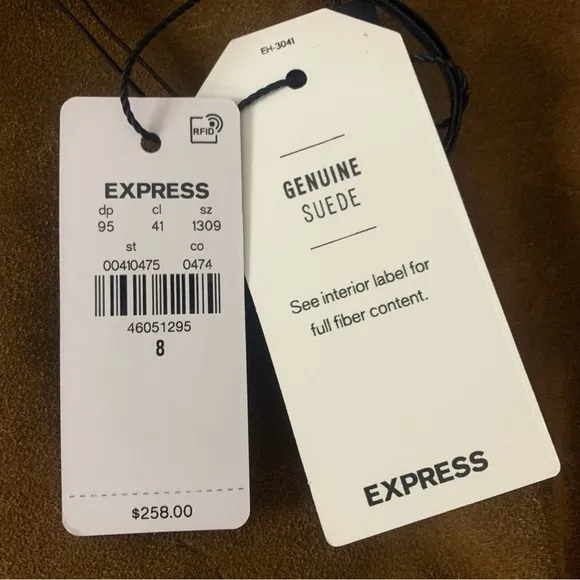 RFID
EXPRESS
dp cl sz
95 41 1309
st co
00410475 0474
46051295
8
$258.00
EH-3041
GENUINE
SUEDE
See interior label for
full fiber content.
EXPRESS